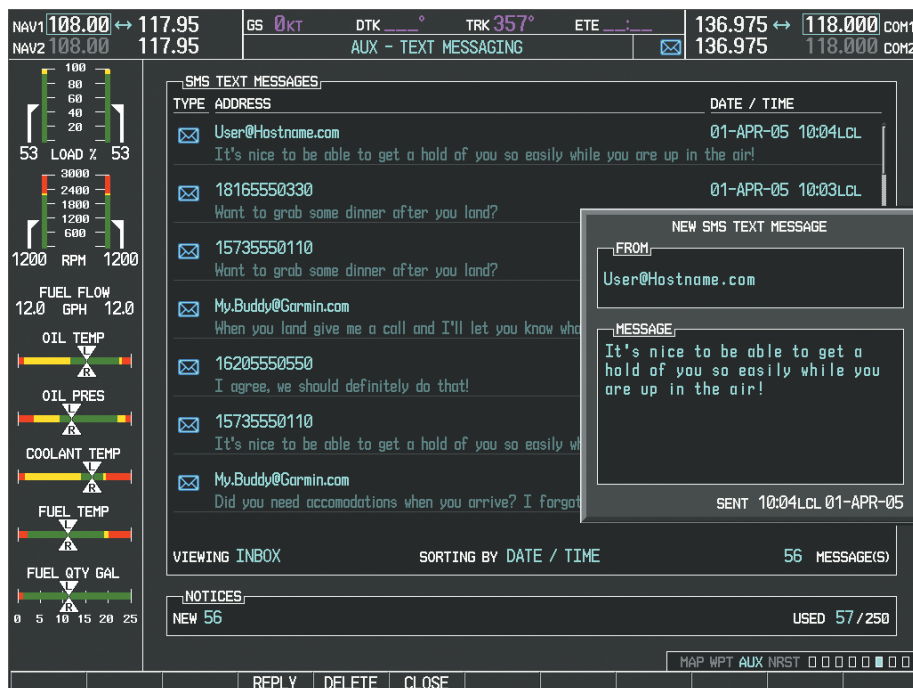 NAV1 108.00 ↔ 117.95 GS 0KT DTK ___° TRK 357° ETE __:__ 136.975 ↔ 118.000 COM1
NAV2 108.00 117.95 AUX - TEXT MESSAGING 136.975 118.000 COM2
100
80
60
40
20
53 LOAD % 53
3000
2400
1800
1200
600
1200 RPM 1200
FUEL FLOW
12.0 GPH 12.0
OIL TEMP
L
R
OIL PRES
L
R
COOLANT TEMP
L
R
FUEL TEMP
L
R
FUEL QTY GAL
L
R
0 5 10 15 20 25
SMS TEXT MESSAGES
TYPE ADDRESS DATE / TIME
User@Hostname.com 01-APR-05 10:04LCL
It's nice to be able to get a hold of you so easily while you are up in the air!
18165550330 01-APR-05 10:03LCL
Want to grab some dinner after you land?
15735550110
Want to grab some dinner after you land?
My.Buddy@Garmin.com
When you land give me a call and I'll let you know
16205550550
I agree, we should definitely do that!
15735550110
It's nice to be able to get a hold of you so easily
My.Buddy@Garmin.com
Did you need accomodations when you arrive? I forgot
NEW SMS TEXT MESSAGE
FROM
User@Hostname.com
MESSAGE
It's nice to be able to get a
hold of you so easily while you
are up in the air!
SENT 10:04LCL 01-APR-05
VIEWING INBOX SORTING BY DATE / TIME 56 MESSAGE(S)
NOTICES
NEW 56 USED 57/250
MAP WPT AUX NRST
REPLY DELETE CLOSE